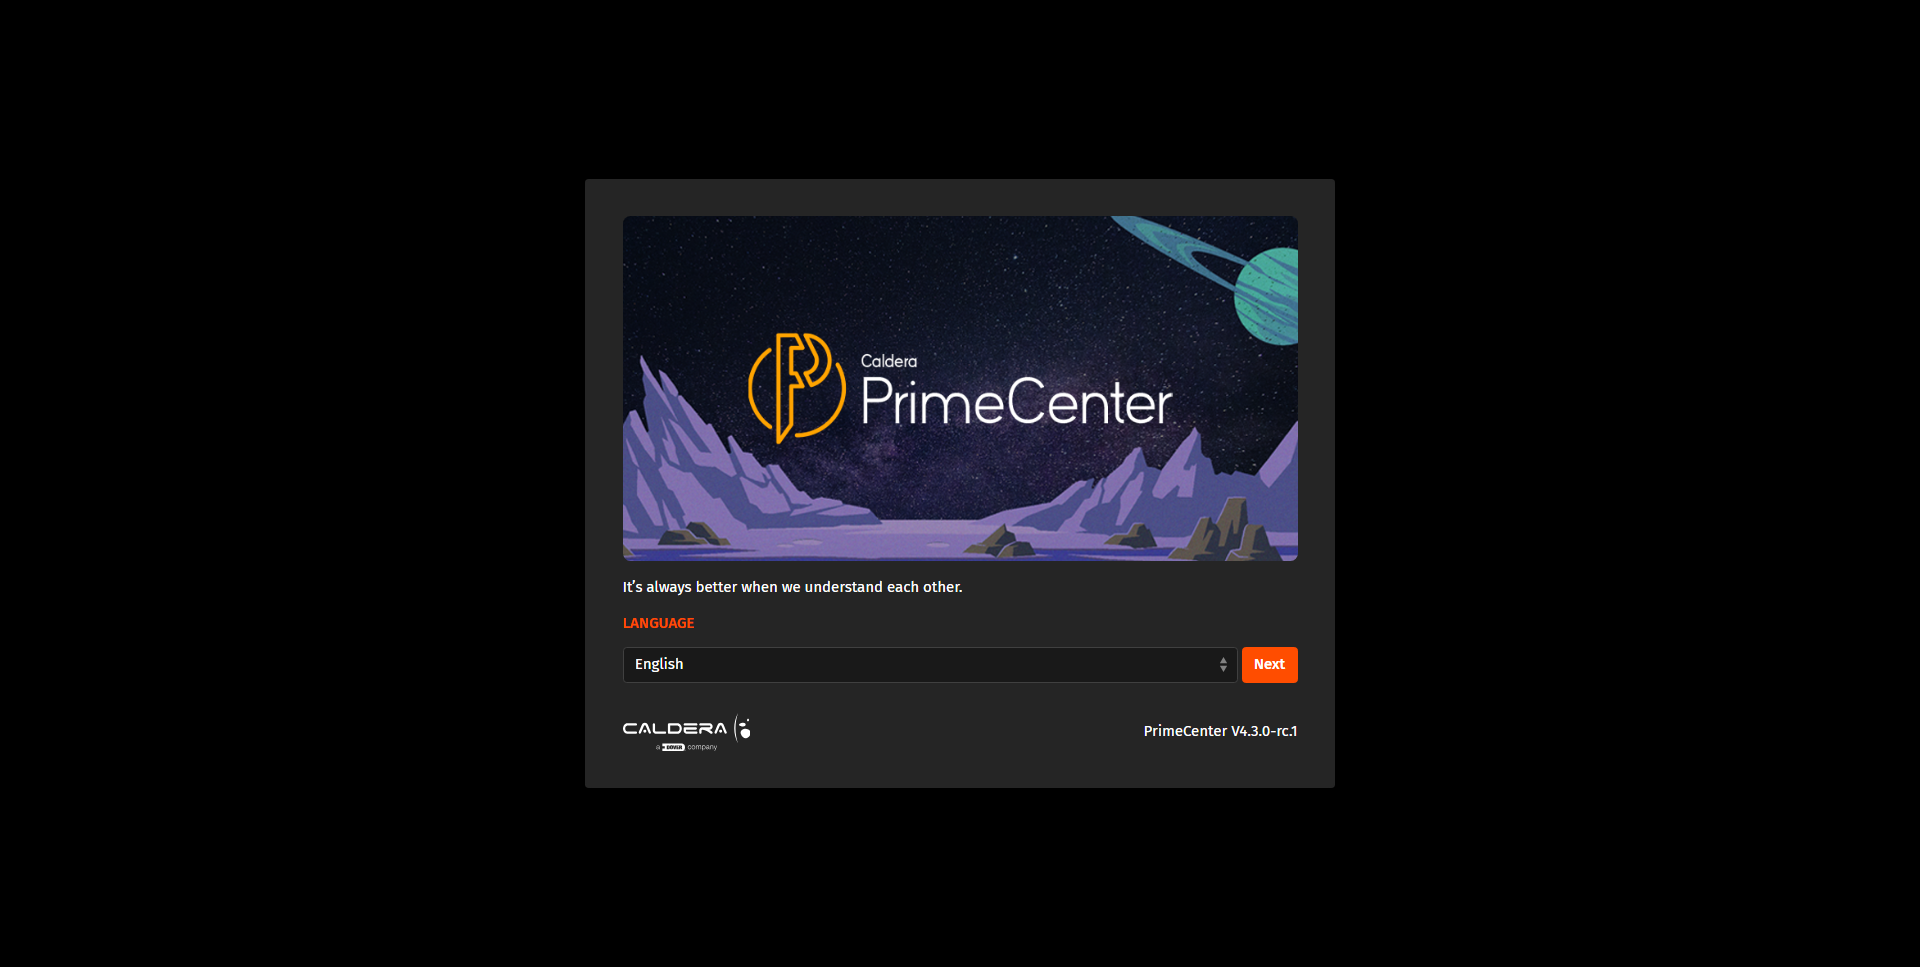 Caldera
PrimeCenter
It's always better when we understand each other.
LANGUAGE
English
Next
CALDERA
a DOVER company
PrimeCenter V4.3.0-rc.1